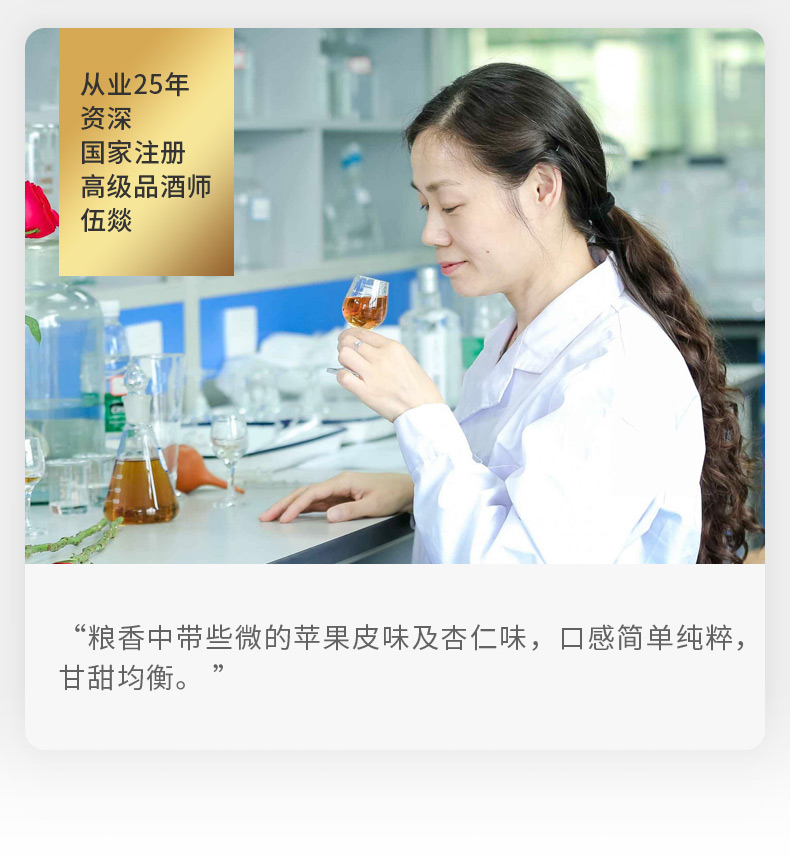 从业25年
资深
国家注册
高级品酒师
伍燚
“粮香中带些微的苹果皮味及杏仁味，口感简单纯粹，
甘甜均衡。”